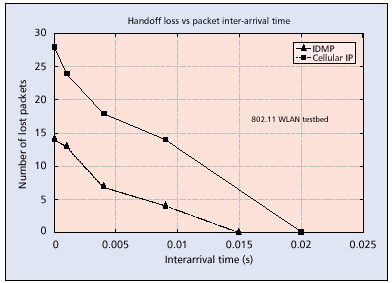 Handoff loss vs packet inter-arrival time
Number of lost packets
30
25
20
15
10
5
0
IDMP
Cellular IP
802.11 WLAN testbed
0
0.005
0.01
0.015
0.02
0.025
Interarrival time (s)